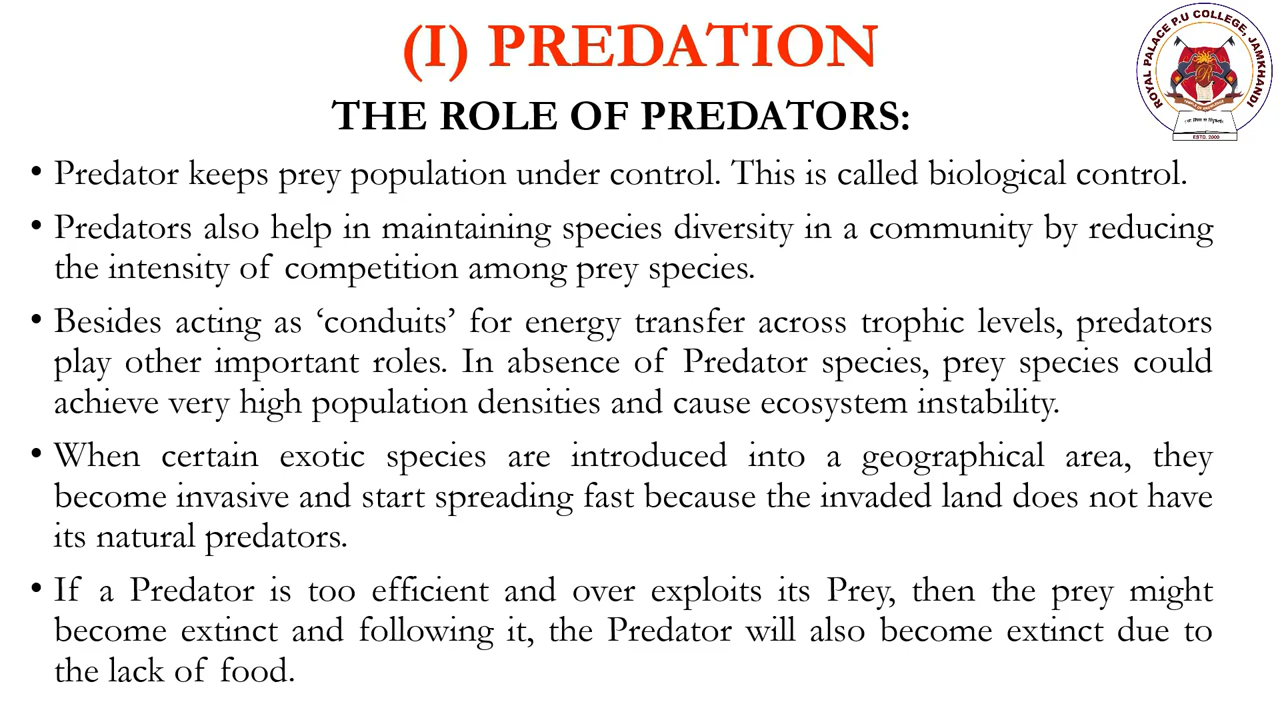 (I) PREDATION
ROYAL PALACE P.U COLLEGE, JAMKHANDI
ESTD. 2009
THE ROLE OF PREDATORS:
• Predator keeps prey population under control. This is called biological control.
• Predators also help in maintaining species diversity in a community by reducing
the intensity of competition among prey species.
• Besides acting as ‘conduits’ for energy transfer across trophic levels, predators
play other important roles. In absence of Predator species, prey species could
achieve very high population densities and cause ecosystem instability.
• When certain exotic species are introduced into a geographical area, they
become invasive and start spreading fast because the invaded land does not have
its natural predators.
• If a Predator is too efficient and over exploits its Prey, then the prey might
become extinct and following it, the Predator will also become extinct due to
the lack of food.